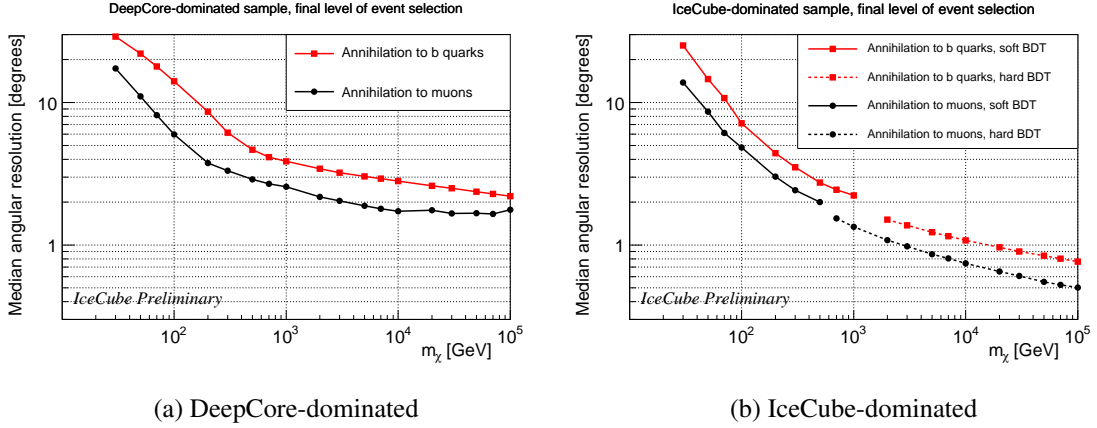 DeepCore-dominated sample, final level of event selection
Median angular resolution [degrees]
10
1
Annihilation to b quarks
Annihilation to muons
IceCube Preliminary
10² 10³ 10⁴ 10⁵
mχ [GeV]
(a) DeepCore-dominated
IceCube-dominated sample, final level of event selection
Median angular resolution [degrees]
10
1
Annihilation to b quarks, soft BDT
Annihilation to b quarks, hard BDT
Annihilation to muons, soft BDT
Annihilation to muons, hard BDT
IceCube Preliminary
10² 10³ 10⁴ 10⁵
mχ [GeV]
(b) IceCube-dominated